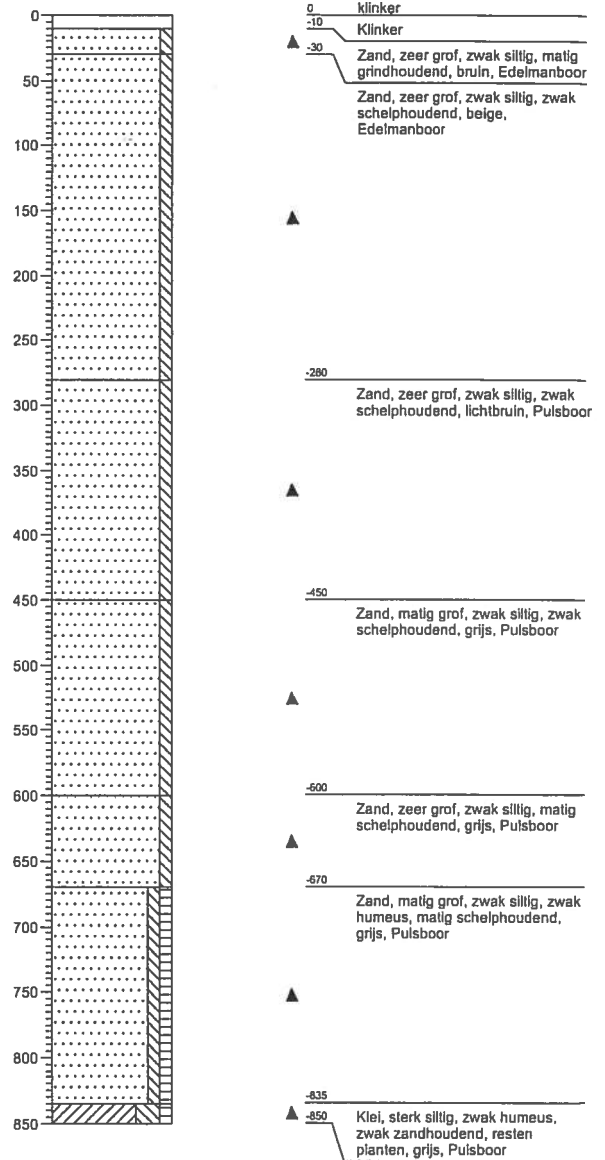 0
50
100
150
200
250
300
350
400
450
500
550
600
650
700
750
800
850
0 klinker
-10 Klinker
-30 Zand, zeer grof, zwak siltig, matig
grindhoudend, bruin, Edelmanboor
Zand, zeer grof, zwak siltig, zwak
schelphoudend, beige,
Edelmanboor
-280
Zand, zeer grof, zwak siltig, zwak
schelphoudend, lichtbruin, Pulsboor
-450
Zand, matig grof, zwak siltig, zwak
schelphoudend, grijs, Pulsboor
-600
Zand, zeer grof, zwak siltig, matig
schelphoudend, grijs, Pulsboor
-670
Zand, matig grof, zwak siltig, zwak
humeus, matig schelphoudend,
grijs, Pulsboor
-835
-850 Klei, sterk siltig, zwak humeus,
zwak zandhoudend, resten
planten, grijs, Pulsboor